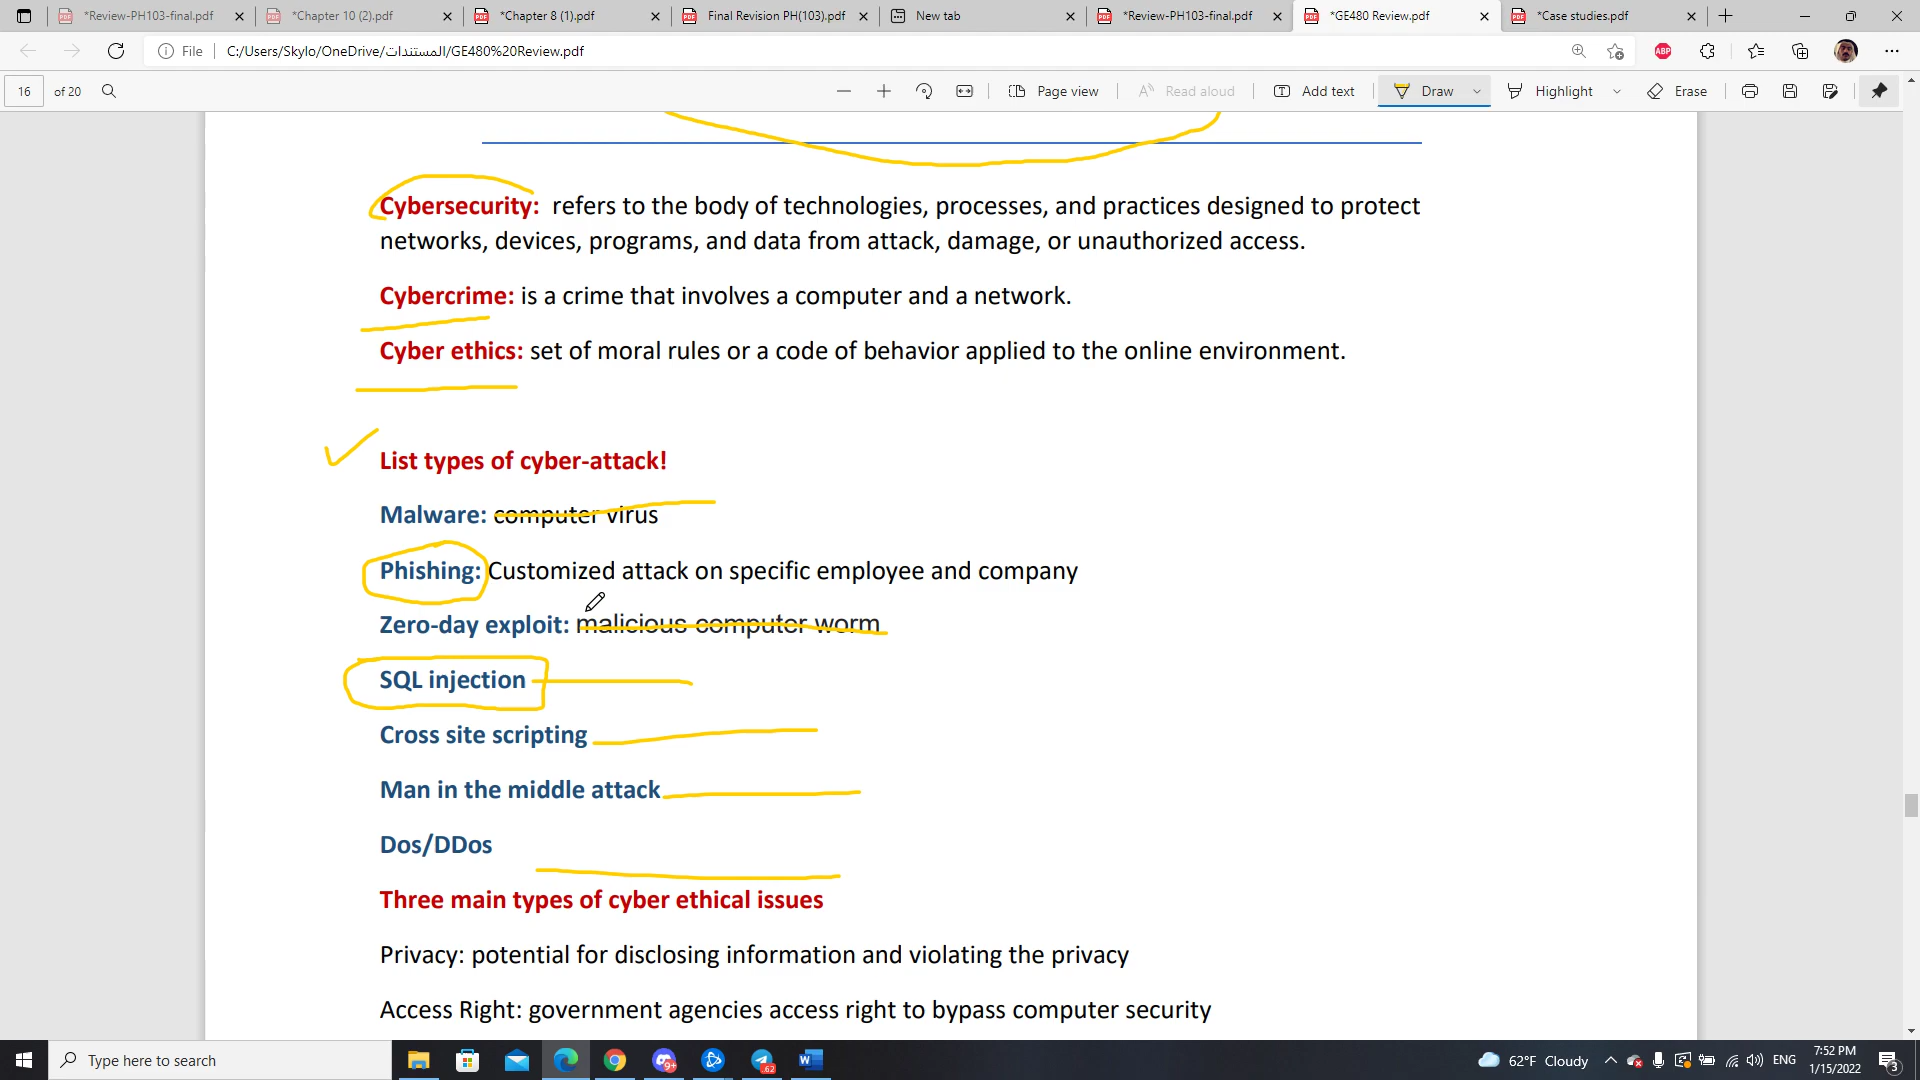 *Review-PH103-final.pdf
*Chapter 10 (2).pdf
*Chapter 8 (1).pdf
Final Revision PH(103).pdf
New tab
*Review-PH103-final.pdf
*GE480 Review.pdf
*Case studies.pdf
File
C:/Users/Skylo/OneDrive/المستندات/GE480%20Review.pdf
ABP
16 of 20
Page view
Read aloud
Add text
Draw
Highlight
Erase
Cybersecurity: refers to the body of technologies, processes, and practices designed to protect
networks, devices, programs, and data from attack, damage, or unauthorized access.
Cybercrime: is a crime that involves a computer and a network.
Cyber ethics: set of moral rules or a code of behavior applied to the online environment.
List types of cyber-attack!
Malware: computer virus
Phishing: Customized attack on specific employee and company
Zero-day exploit: malicious computer worm
SQL injection
Cross site scripting
Man in the middle attack
Dos/DDos
Three main types of cyber ethical issues
Privacy: potential for disclosing information and violating the privacy
Access Right: government agencies access right to bypass computer security
Type here to search
9+
62
62°F Cloudy
ENG
7:52 PM
1/15/2022
3